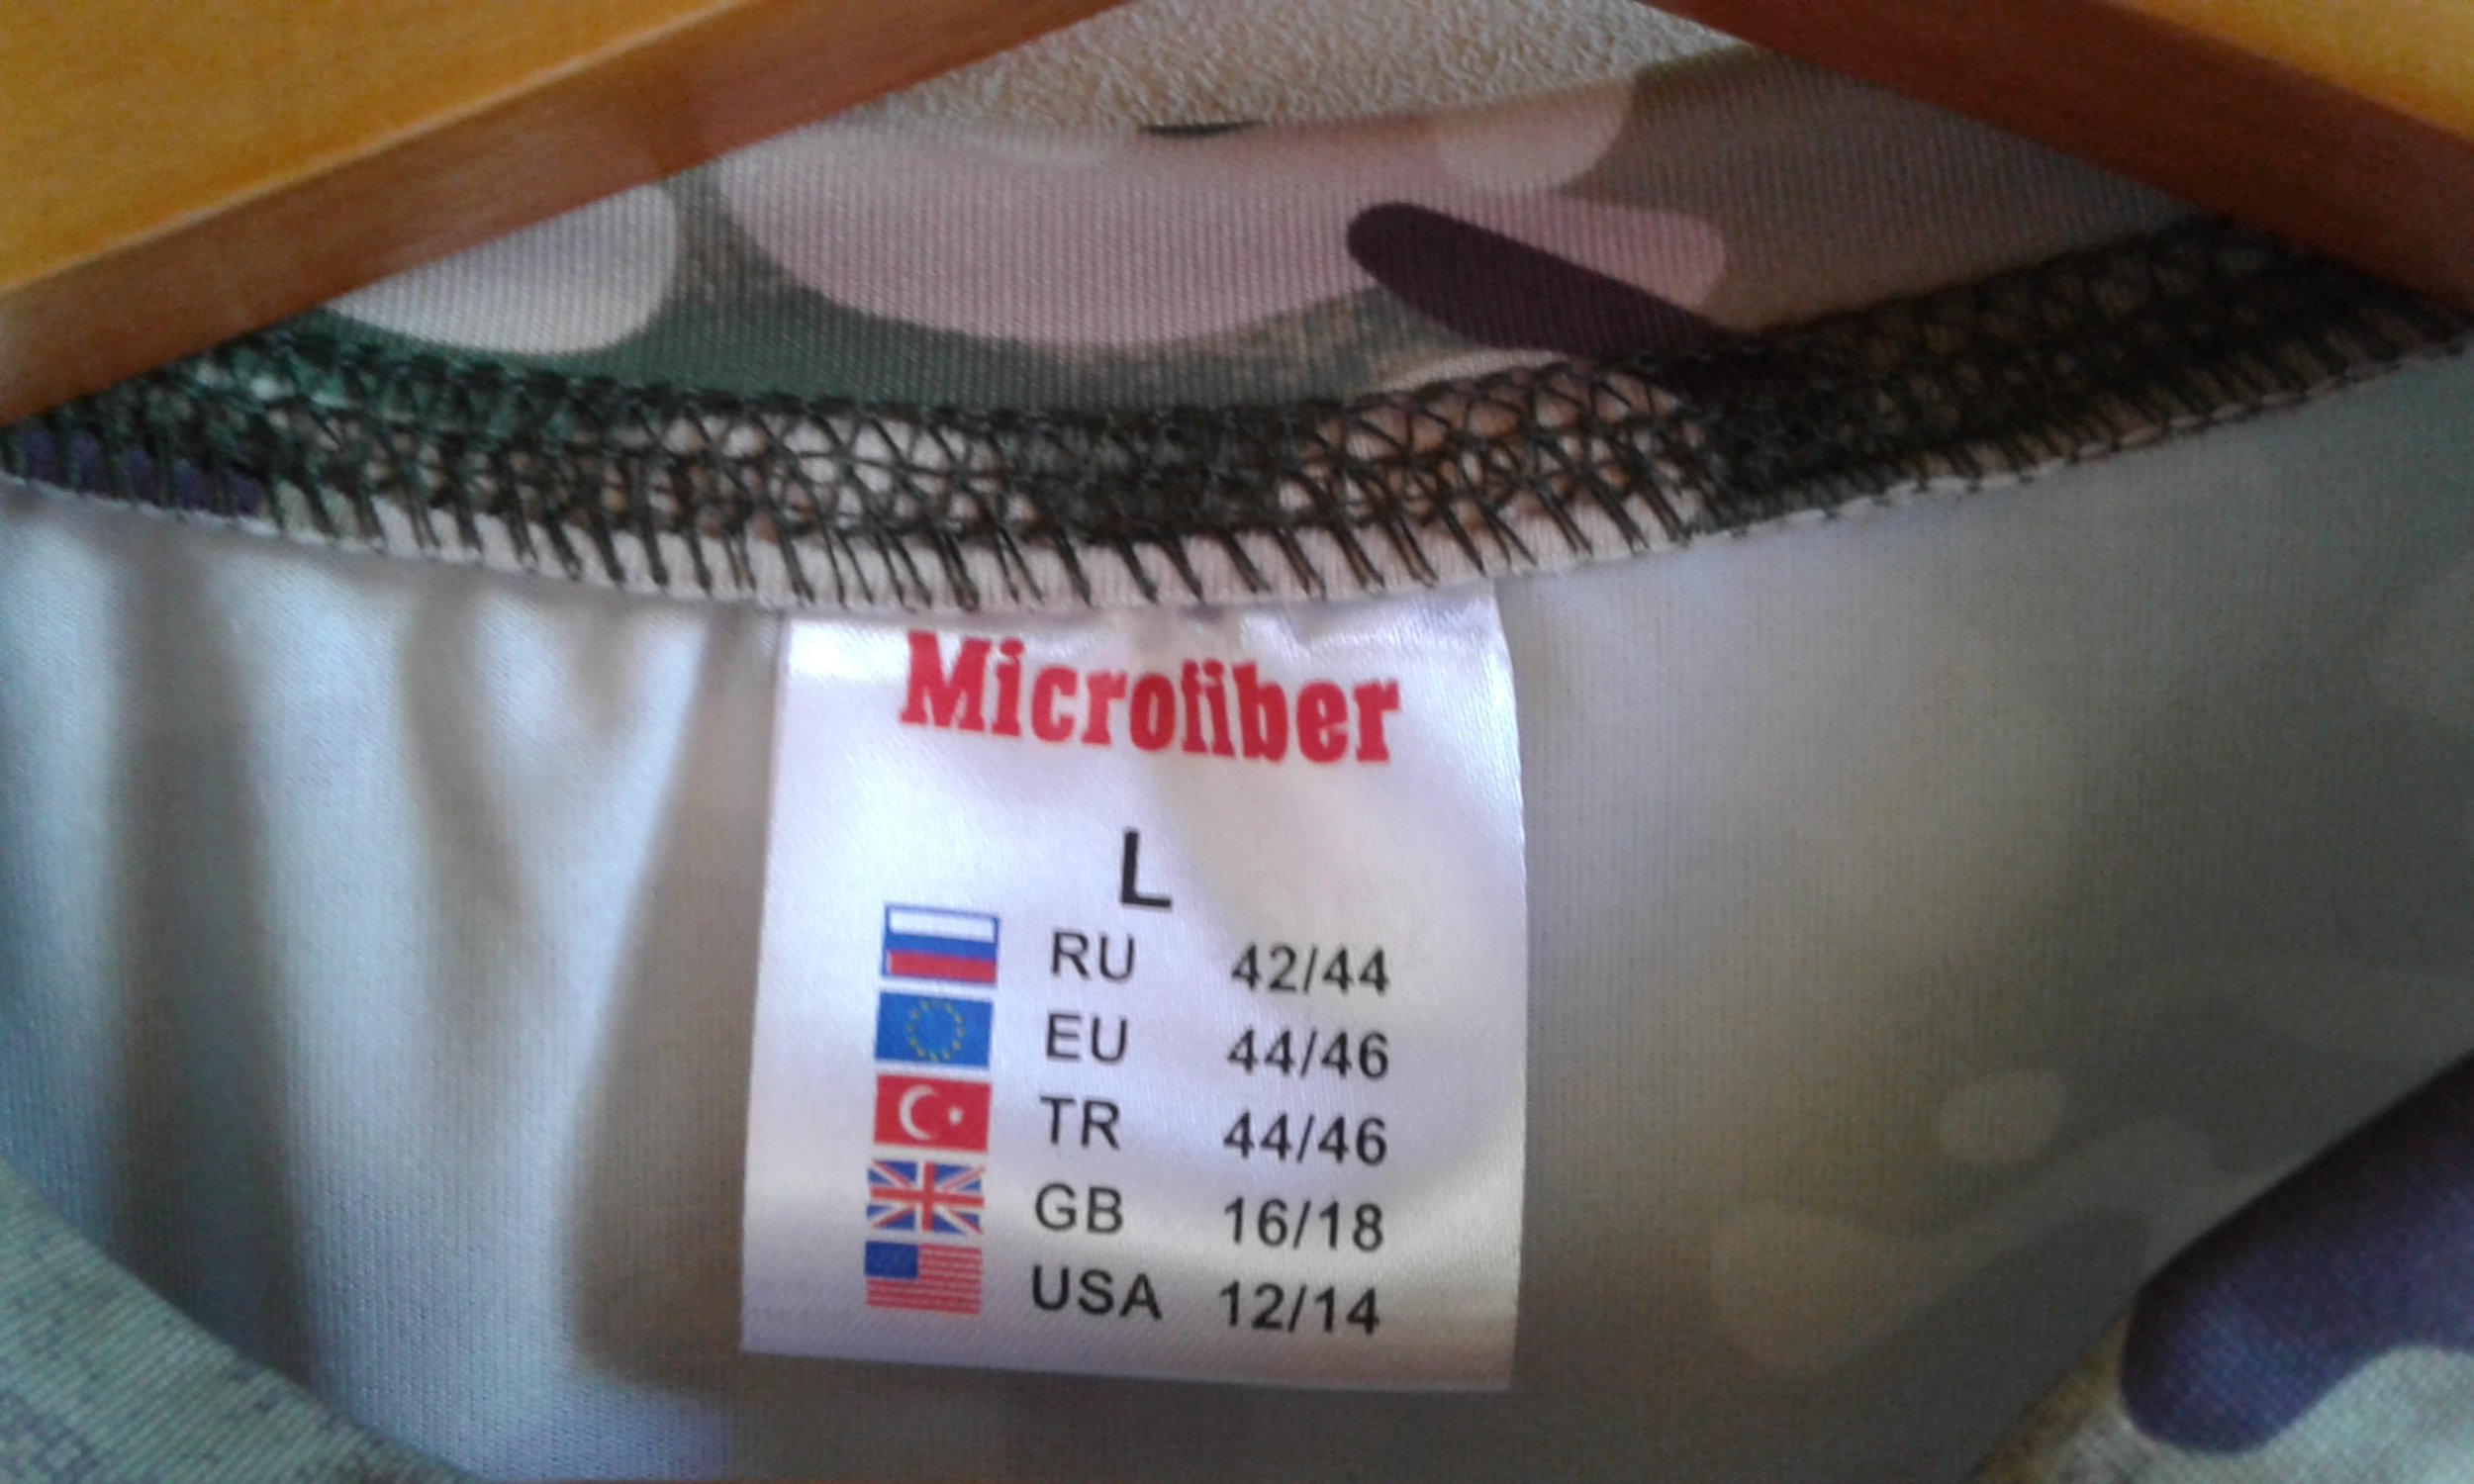 Microfiber
L
RU 42/44
EU 44/46
TR 44/46
GB 16/18
USA 12/14